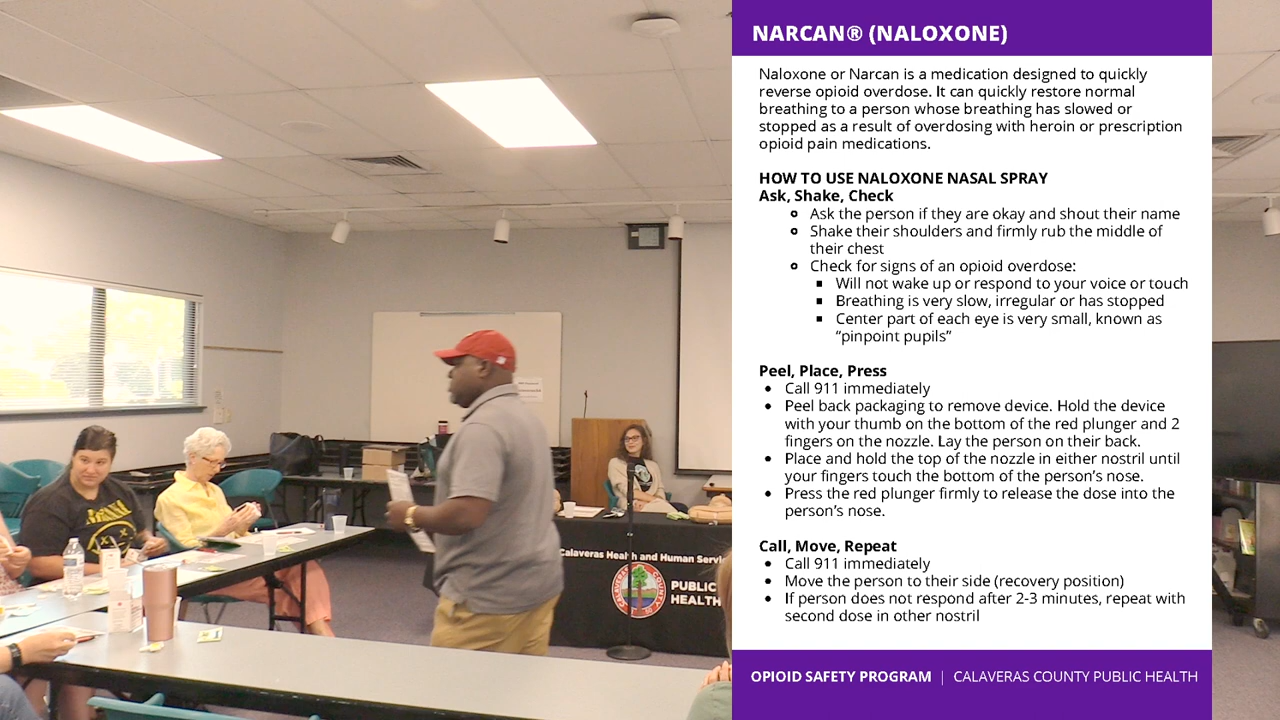 NARCAN® (NALOXONE)
Naloxone or Narcan is a medication designed to quickly
reverse opioid overdose. It can quickly restore normal
breathing to a person whose breathing has slowed or
stopped as a result of overdosing with heroin or prescription
opioid pain medications.
HOW TO USE NALOXONE NASAL SPRAY
Ask, Shake, Check
Ask the person if they are okay and shout their name
Shake their shoulders and firmly rub the middle of
their chest
Check for signs of an opioid overdose:
Will not wake up or respond to your voice or touch
Breathing is very slow, irregular or has stopped
Center part of each eye is very small, known as
“pinpoint pupils”
Peel, Place, Press
Call 911 immediately
Peel back packaging to remove device. Hold the device
with your thumb on the bottom of the red plunger and 2
fingers on the nozzle. Lay the person on their back.
Place and hold the top of the nozzle in either nostril until
your fingers touch the bottom of the person’s nose.
Press the red plunger firmly to release the dose into the
person’s nose.
Call, Move, Repeat
Call 911 immediately
Move the person to their side (recovery position)
If person does not respond after 2-3 minutes, repeat with
second dose in other nostril
OPIOID SAFETY PROGRAM | CALAVERAS COUNTY PUBLIC HEALTH
Calaveras Health and Human Servic
PUBLIC
HEALTH